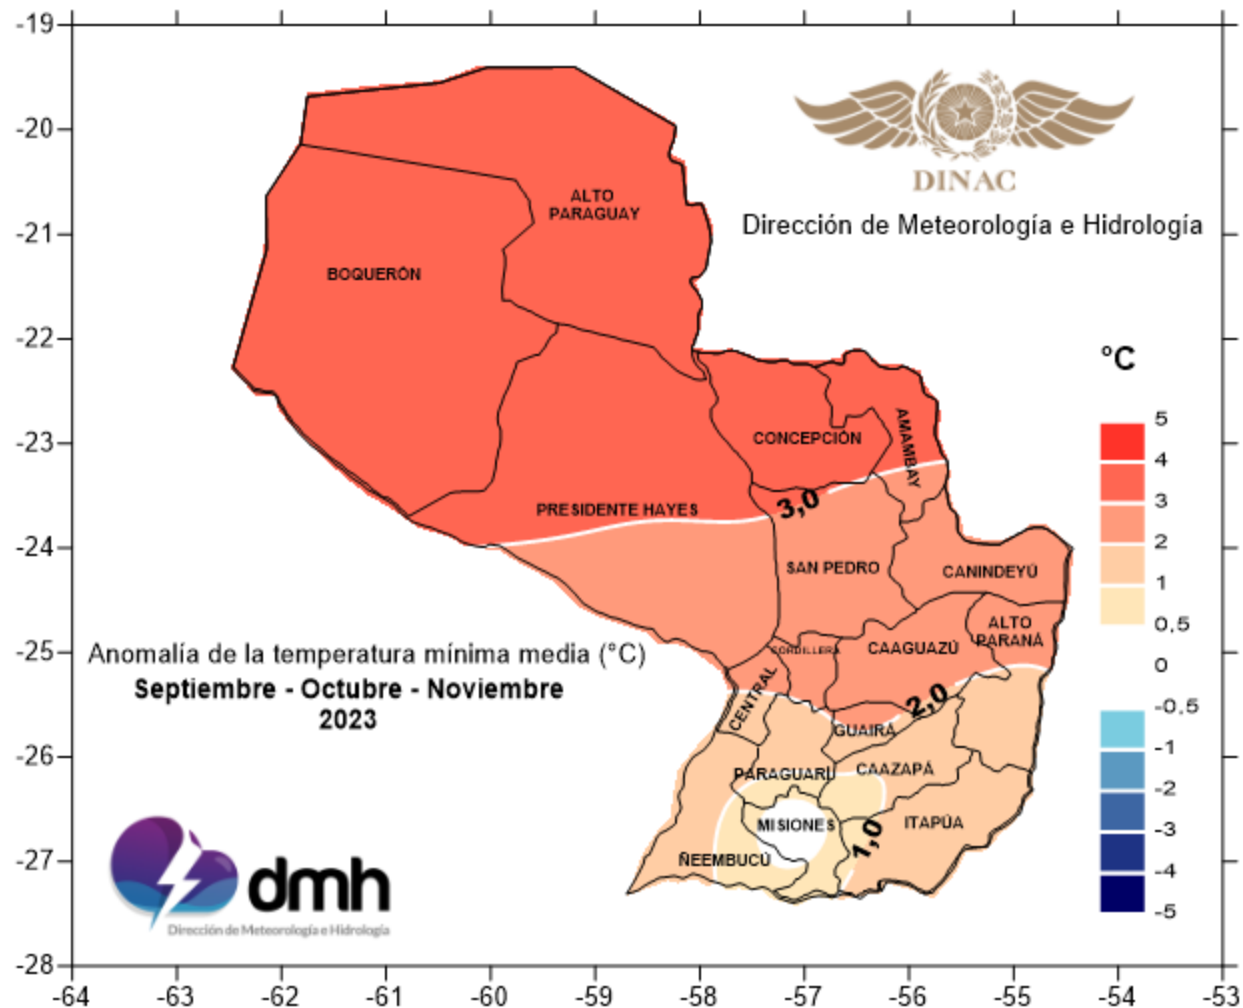 -19
-20
-21
-22
-23
-24
-25
-26
-27
-28
-64
-63
-62
-61
-60
-59
-58
-57
-56
-55
-54
-53
DINAC
Dirección de Meteorología e Hidrología
ALTO
PARAGUAY
BOQUERÓN
CONCEPCIÓN
AMAMBAY
PRESIDENTE HAYES
3,0
SAN PEDRO
CANINDEYÚ
ALTO
PARANÁ
CORDILLERA
CAAGUAZÚ
CENTRAL
2,0
GUAIRÁ
PARAGUARÍ
CAAZAPÁ
MISIONES
ITAPÚA
1,0
ÑEEMBUCÚ
°C
5
4
3
2
1
0.5
0
-0.5
-1
-2
-3
-4
-5
Anomalía de la temperatura mínima media (°C)
Septiembre - Octubre - Noviembre
2023
dmh
Dirección de Meteorología e Hidrología